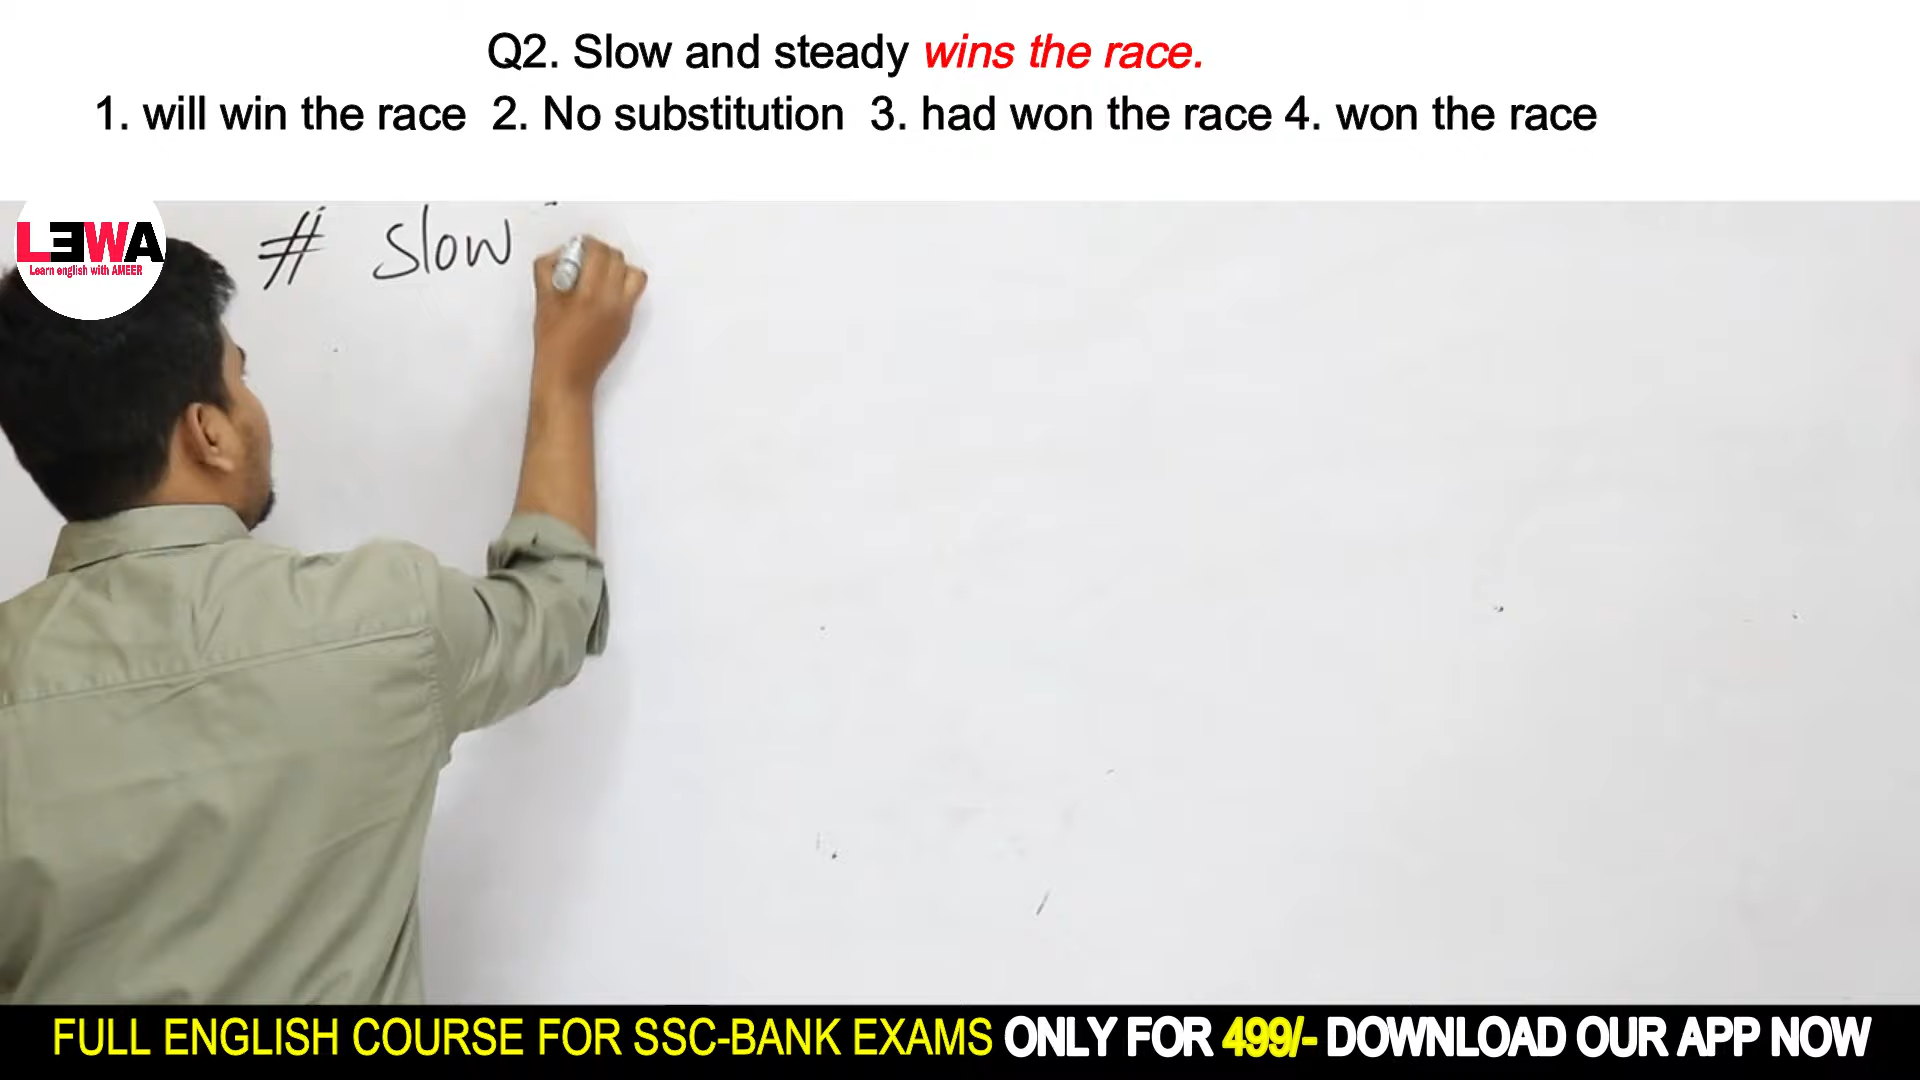 Q2. Slow and steady wins the race.
1. will win the race 2. No substitution 3. had won the race 4. won the race
LEWA
Learn english with AMEER
# Slow
FULL ENGLISH COURSE FOR SSC-BANK EXAMS ONLY FOR 499/- DOWNLOAD OUR APP NOW